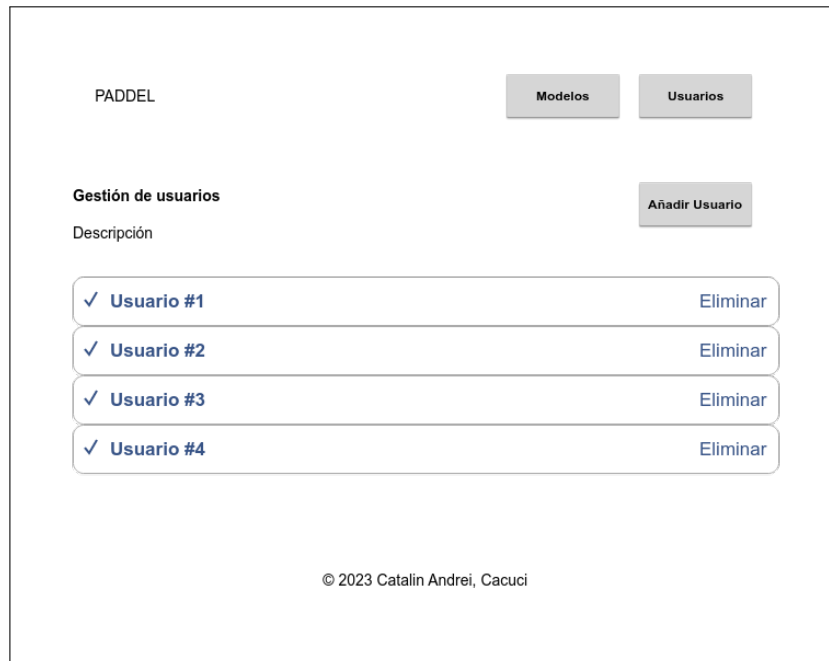 PADDEL
Modelos
Usuarios
Gestión de usuarios
Añadir Usuario
Descripción
Usuario #1 Eliminar
Usuario #2 Eliminar
Usuario #3 Eliminar
Usuario #4 Eliminar
© 2023 Catalin Andrei, Cacuci